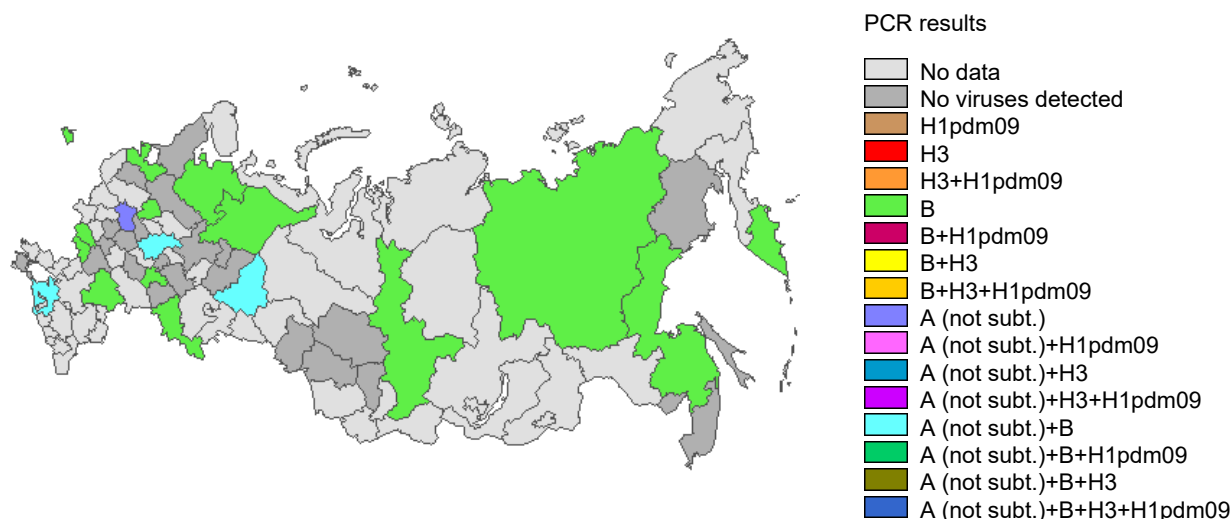 PCR results
No data
No viruses detected
H1pdm09
H3
H3+H1pdm09
B
B+H1pdm09
B+H3
B+H3+H1pdm09
A (not subt.)
A (not subt.)+H1pdm09
A (not subt.)+H3
A (not subt.)+H3+H1pdm09
A (not subt.)+B
A (not subt.)+B+H1pdm09
A (not subt.)+B+H3
A (not subt.)+B+H3+H1pdm09